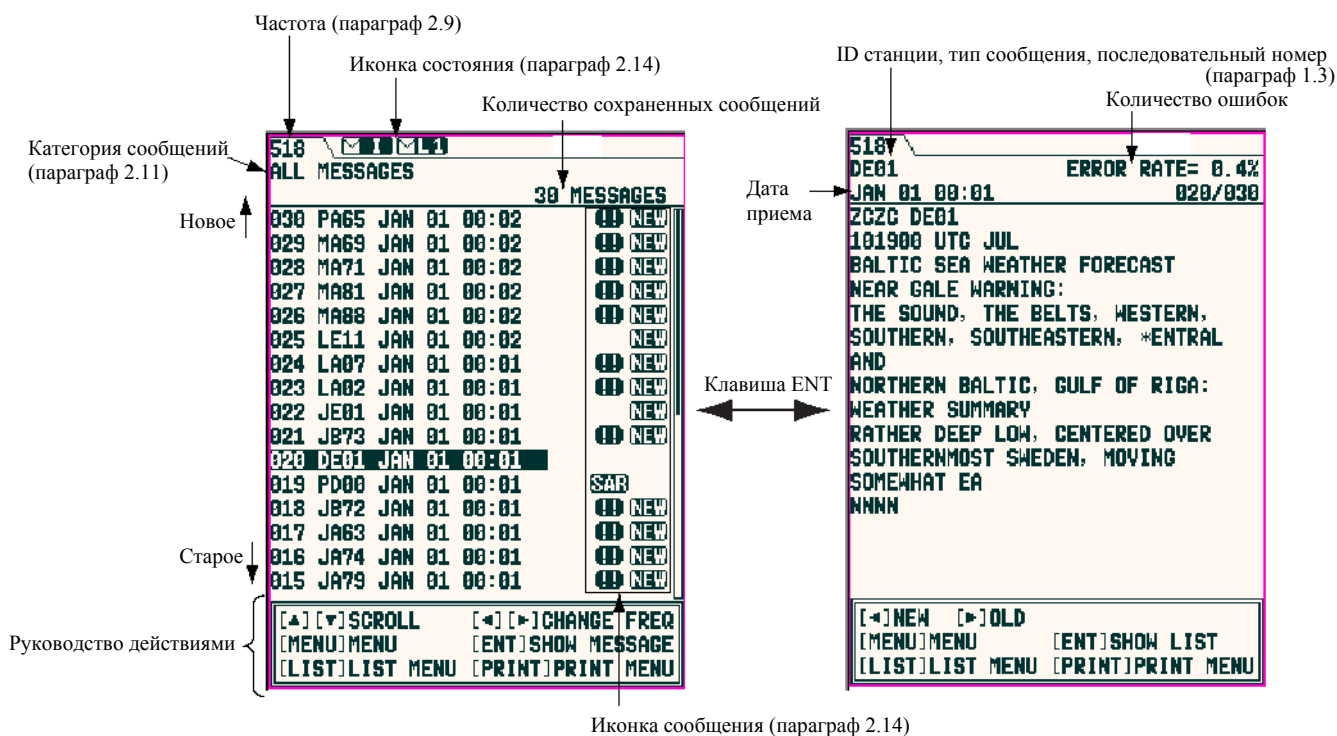 Частота (параграф 2.9)
Иконка состояния (параграф 2.14)
Количество сохраненных сообщений
Категория сообщений
(параграф 2.11)
Новое
Старое
Руководство действиями
518
ALL MESSAGES
30 MESSAGES
030 PA65 JAN 01 00:02 !! NEW
029 MA69 JAN 01 00:02 !! NEW
028 MA71 JAN 01 00:02 !! NEW
027 MA81 JAN 01 00:02 !! NEW
026 MA88 JAN 01 00:02 !! NEW
025 LE11 JAN 01 00:02 NEW
024 LA07 JAN 01 00:01 !! NEW
023 LA02 JAN 01 00:01 !! NEW
022 JE01 JAN 01 00:01 NEW
021 JB73 JAN 01 00:01 !! NEW
020 DE01 JAN 01 00:01
019 PD00 JAN 01 00:01 SAR
018 JB72 JAN 01 00:01 !! NEW
017 JA63 JAN 01 00:01 !! NEW
016 JA74 JAN 01 00:01 !! NEW
015 JA79 JAN 01 00:01 !! NEW
[▲][▼]SCROLL [◄][►]CHANGE FREQ
[MENU]MENU [ENT]SHOW MESSAGE
[LIST]LIST MENU [PRINT]PRINT MENU
Иконка сообщения (параграф 2.14)
Клавиша ENT
ID станции, тип сообщения, последовательный номер
(параграф 1.3)
Количество ошибок
Дата
приема
518
DE01 ERROR RATE= 0.4%
JAN 01 00:01 020/030
ZCZC DE01
101900 UTC JUL
BALTIC SEA WEATHER FORECAST
NEAR GALE WARNING:
THE SOUND, THE BELTS, WESTERN,
SOUTHERN, SOUTHEASTERN, *ENTRAL
AND
NORTHERN BALTIC, GULF OF RIGA:
WEATHER SUMMARY
RATHER DEEP LOW, CENTERED OVER
SOUTHERNMOST SWEDEN, MOVING
SOMEWHAT EA
NNNN
[◄]NEW [►]OLD
[MENU]MENU [ENT]SHOW LIST
[LIST]LIST MENU [PRINT]PRINT MENU